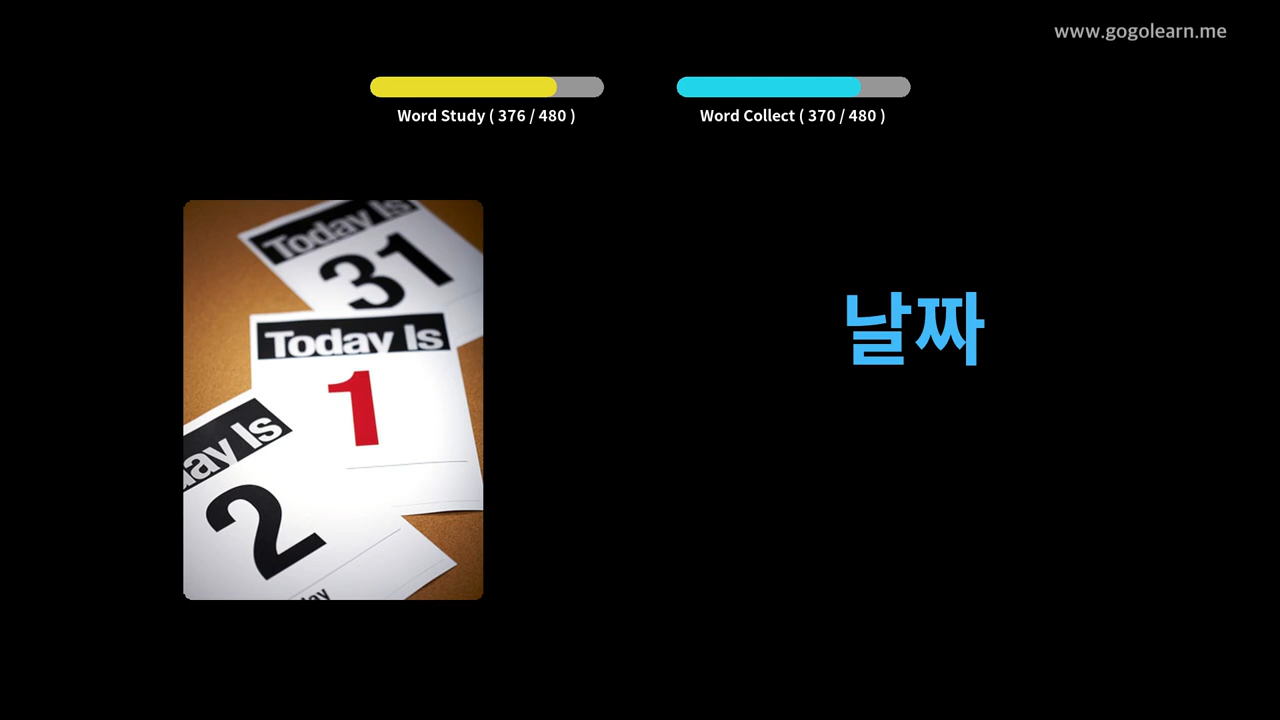 www.gogolearn.me
Word Study ( 376 / 480 )
Word Collect ( 370 / 480 )
Today Is
31
Today Is
1
day Is
2
날짜